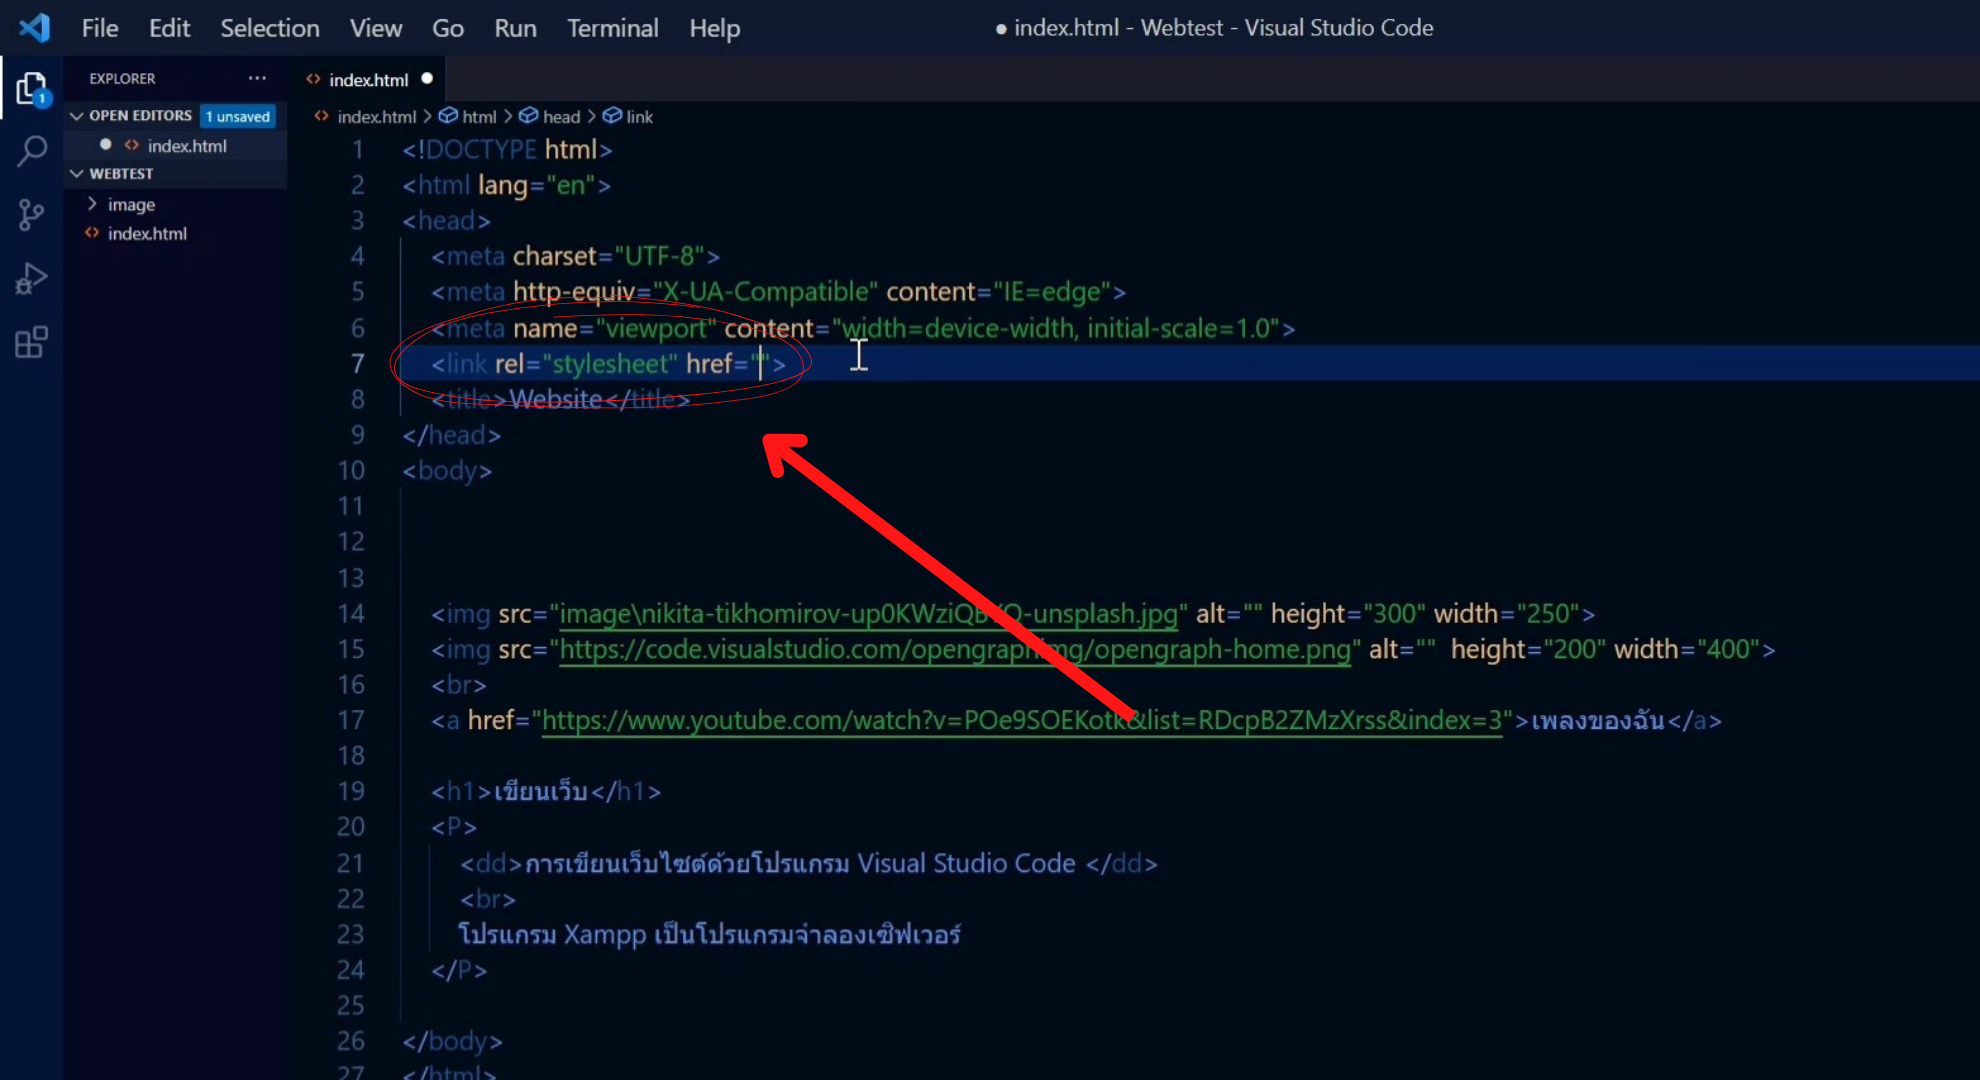 File Edit Selection View Go Run Terminal Help
● index.html - Webtest - Visual Studio Code
EXPLORER ...
index.html ●
OPEN EDITORS 1 unsaved
● index.html
WEBTEST
image
index.html
1
index.html > html > head > link
1 <!DOCTYPE html>
2 <html lang="en">
3 <head>
4 <meta charset="UTF-8">
5 <meta http-equiv="X-UA-Compatible" content="IE=edge">
6 <meta name="viewport" content="width=device-width, initial-scale=1.0">
7 <link rel="stylesheet" href="">
8 <title>Website</title>
9 </head>
10 <body>
11
12
13
14 <img src="image\nikita-tikhomirov-unsplash.jpg" alt="" height="300" width="250">
15 <img src="https://code.visualstudio.com/opengraphimg/opengraph-home.png" alt="" height="200" width="400">
16 <br>
17 <a href="https://www.youtube.com/watch?v=POe9SOEKotk&list=RDcpB2ZMzXrss&index=3">เพลงของฉัน</a>
18
19 <h1>เขียนเว็บ</h1>
20 <P>
21 <dd>การเขียนเว็บไซต์ด้วยโปรแกรม Visual Studio Code </dd>
22 <br>
23 โปรแกรม Xampp เป็นโปรแกรมจำลองเซิฟเวอร์
24 </P>
25
26 </body>
27 </html>